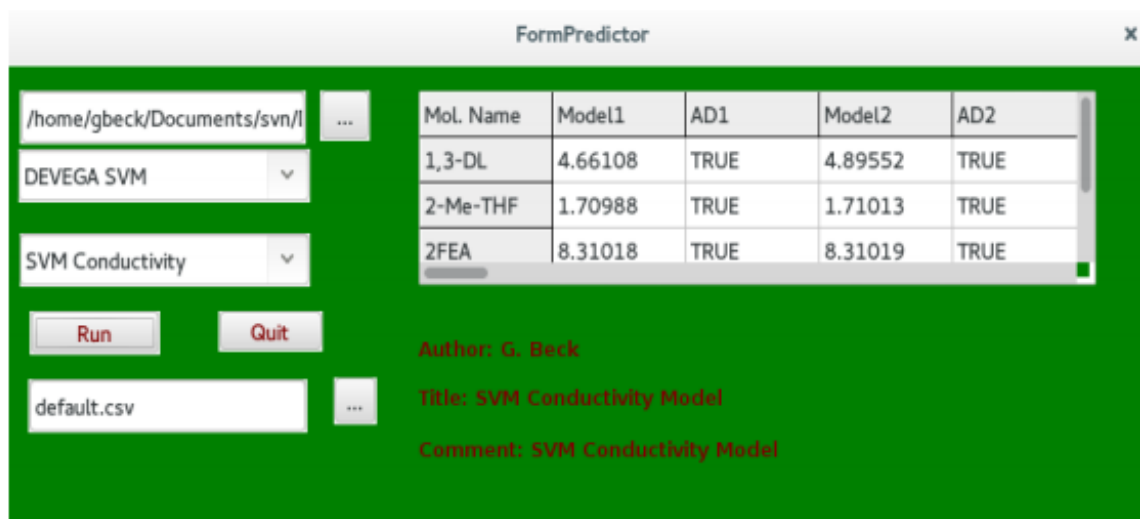 FormPredictor x
/home/gbeck/Documents/svn/l ...
DEVEGA SVM
SVM Conductivity
Run Quit
default.csv ...
Mol. Name Model1 AD1 Model2 AD2
1,3-DL 4.66108 TRUE 4.89552 TRUE
2-Me-THF 1.70988 TRUE 1.71013 TRUE
2FEA 8.31018 TRUE 8.31019 TRUE
Author: G. Beck
Title: SVM Conductivity Model
Comment: SVM Conductivity Model